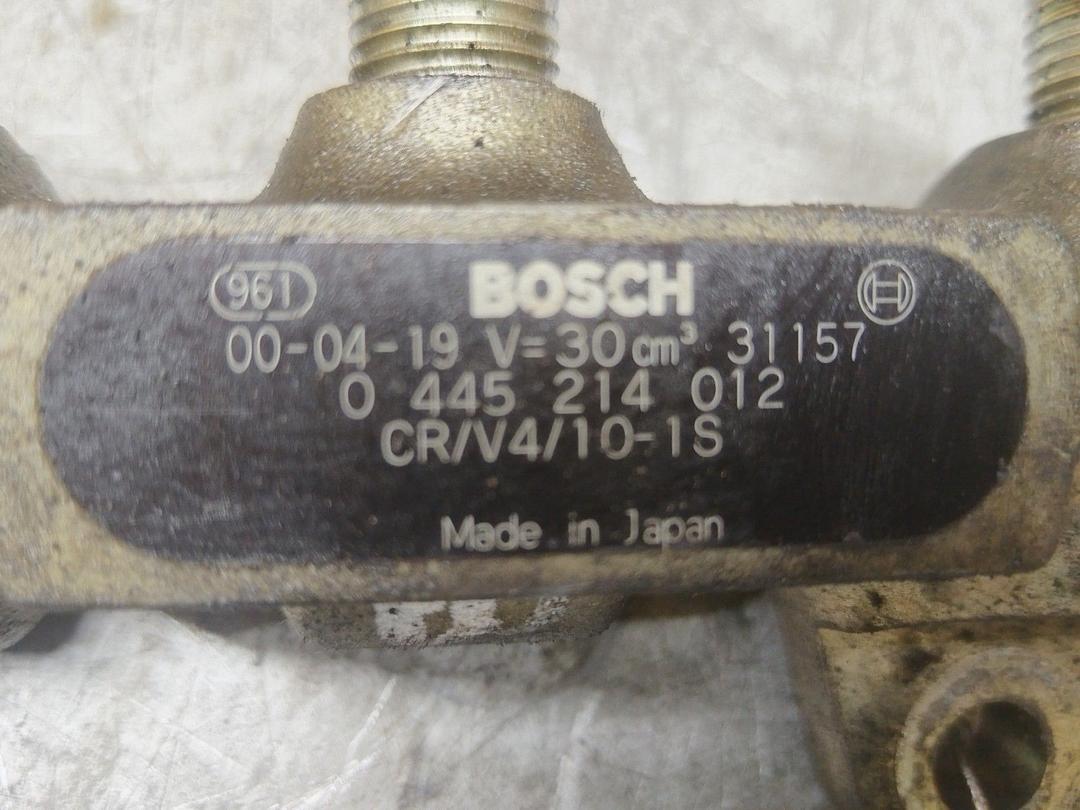 961 BOSCH
00-04-19 V=30cm³ 31157
0 445 214 012
CR/V4/10-1S
Made in Japan